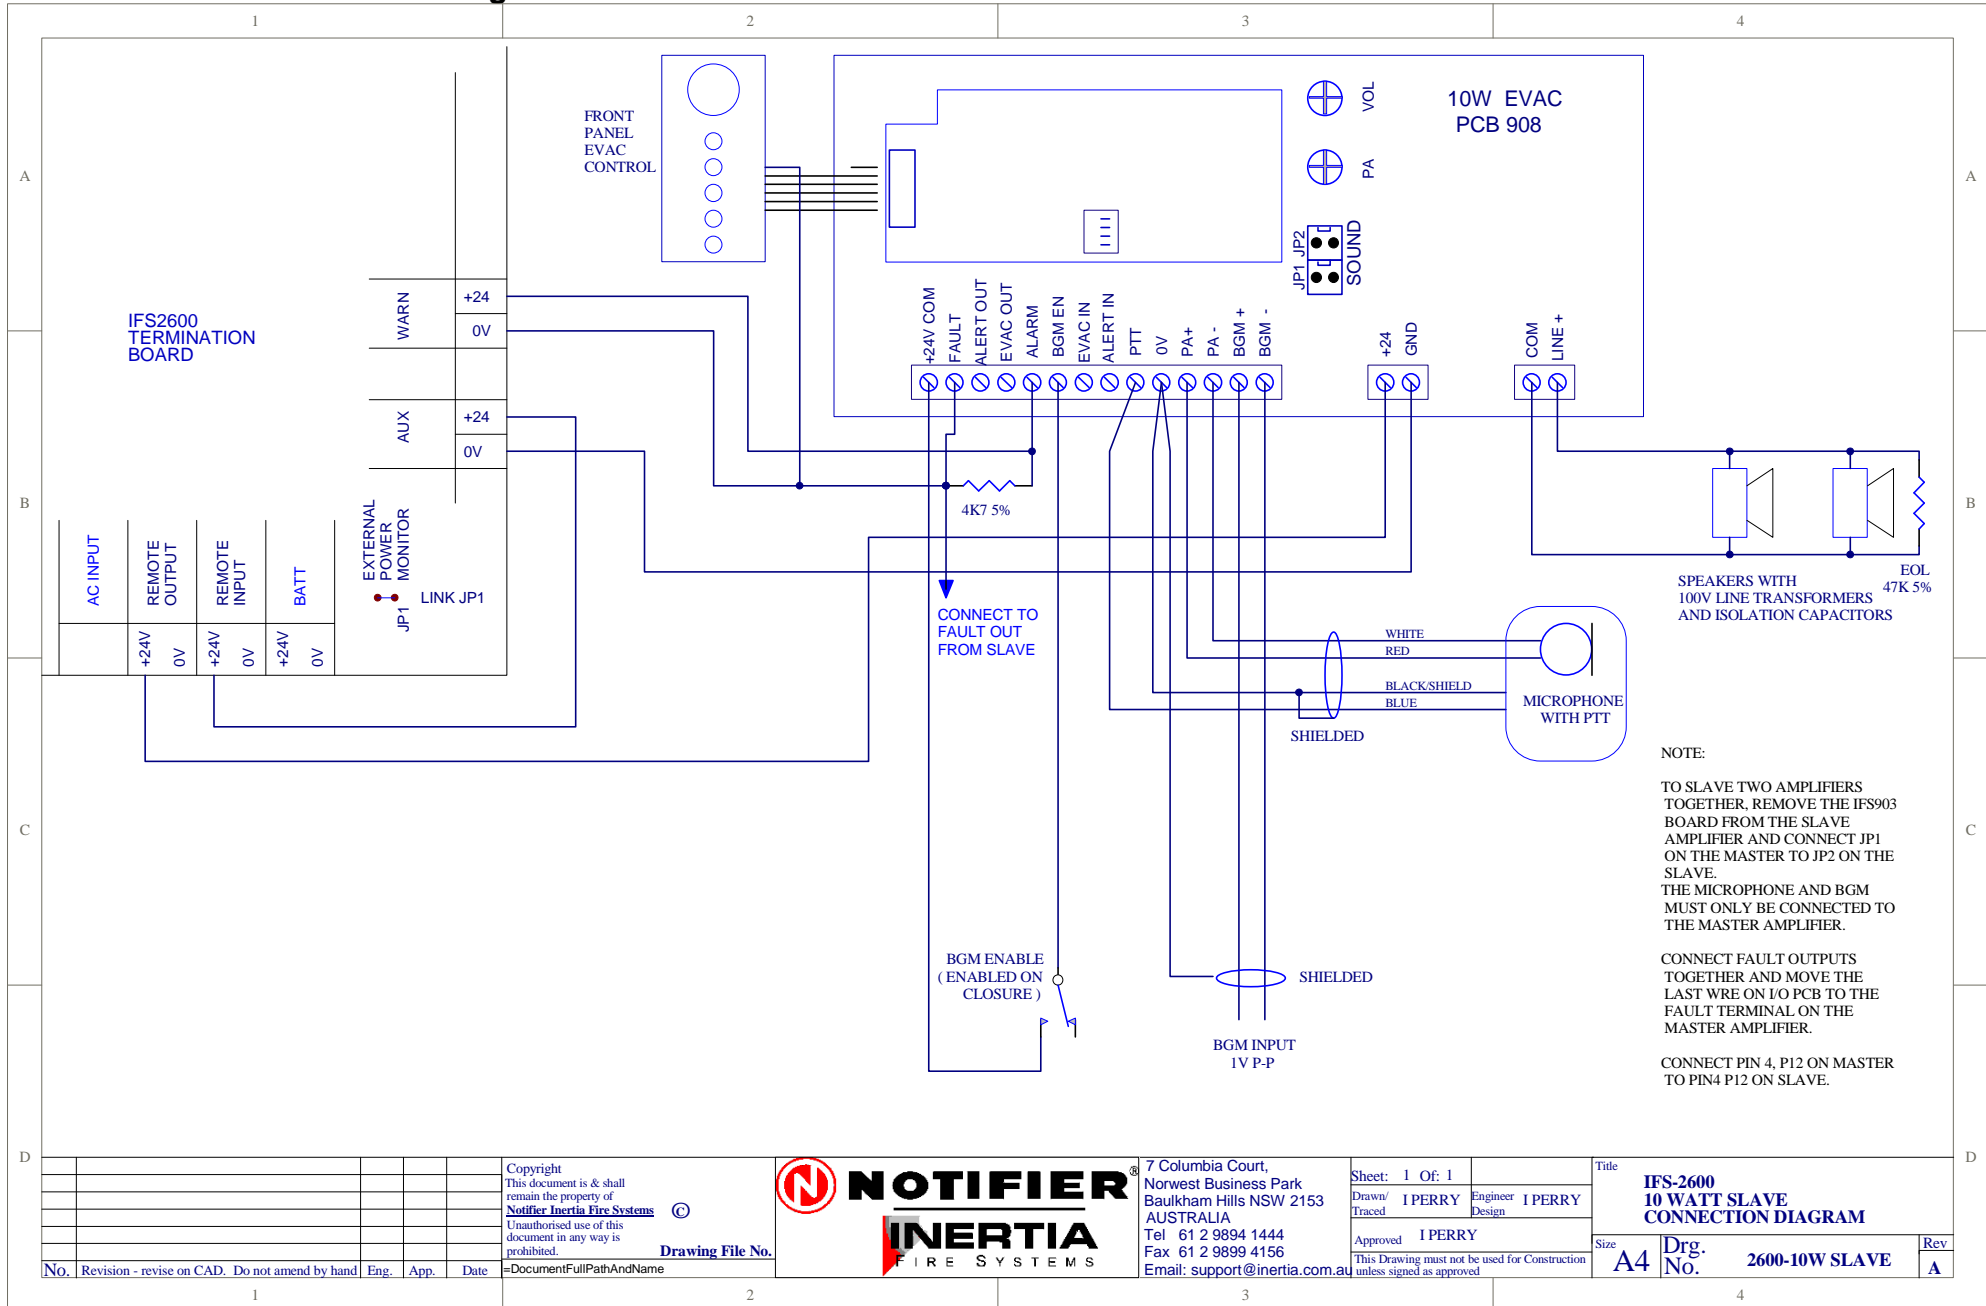 1 2 3 4
FRONT
PANEL
EVAC
CONTROL
10W EVAC
PCB 908
VOL
PA
JP1 JP2
SOUND
A A
IFS2600
TERMINATION
BOARD
WARN
+24
0V
AUX
+24
0V
+24V COM
FAULT
ALERT OUT
EVAC OUT
ALARM
BGM EN
EVAC IN
ALERT IN
PTT
0V
PA+
PA -
BGM +
BGM -
+24
GND
COM
LINE +
4K7 5%
B B
AC INPUT
REMOTE
OUTPUT
REMOTE
INPUT
BATT
+24V
0V
+24V
0V
+24V
0V
EXTERNAL
POWER
MONITOR
JP1
LINK JP1
CONNECT TO
FAULT OUT
FROM SLAVE
SPEAKERS WITH
100V LINE TRANSFORMERS
AND ISOLATION CAPACITORS
EOL
47K 5%
WHITE
RED
BLACK/SHIELD
BLUE
SHIELDED
MICROPHONE
WITH PTT
C C
NOTE:
TO SLAVE TWO AMPLIFIERS
TOGETHER, REMOVE THE IFS903
BOARD FROM THE SLAVE
AMPLIFIER AND CONNECT JP1
ON THE MASTER TO JP2 ON THE
SLAVE.
THE MICROPHONE AND BGM
MUST ONLY BE CONNECTED TO
THE MASTER AMPLIFIER.
CONNECT FAULT OUTPUTS
TOGETHER AND MOVE THE
LAST WRE ON I/O PCB TO THE
FAULT TERMINAL ON THE
MASTER AMPLIFIER.
CONNECT PIN 4, P12 ON MASTER
TO PIN4 P12 ON SLAVE.
BGM ENABLE
( ENABLED ON
CLOSURE )
SHIELDED
BGM INPUT
1V P-P
D D
No. Revision - revise on CAD. Do not amend by hand Eng. App. Date
Copyright
This document is & shall
remain the property of
Notifier Inertia Fire Systems ©
Unauthorised use of this
document in any way is
prohibited.
Drawing File No.
=DocumentFullPathAndName
N NOTIFIER®
INERTIA
FIRE SYSTEMS
7 Columbia Court,
Norwest Business Park
Baulkham Hills NSW 2153
AUSTRALIA
Tel 61 2 9894 1444
Fax 61 2 9899 4156
Email: support@inertia.com.au
Sheet: 1 Of: 1
Drawn/
Traced I PERRY
Engineer
Design I PERRY
Approved I PERRY
This Drawing must not be used for Construction
unless signed as approved
Title
IFS-2600
10 WATT SLAVE
CONNECTION DIAGRAM
Size
A4
Drg.
No. 2600-10W SLAVE
Rev
A
1 2 3 4